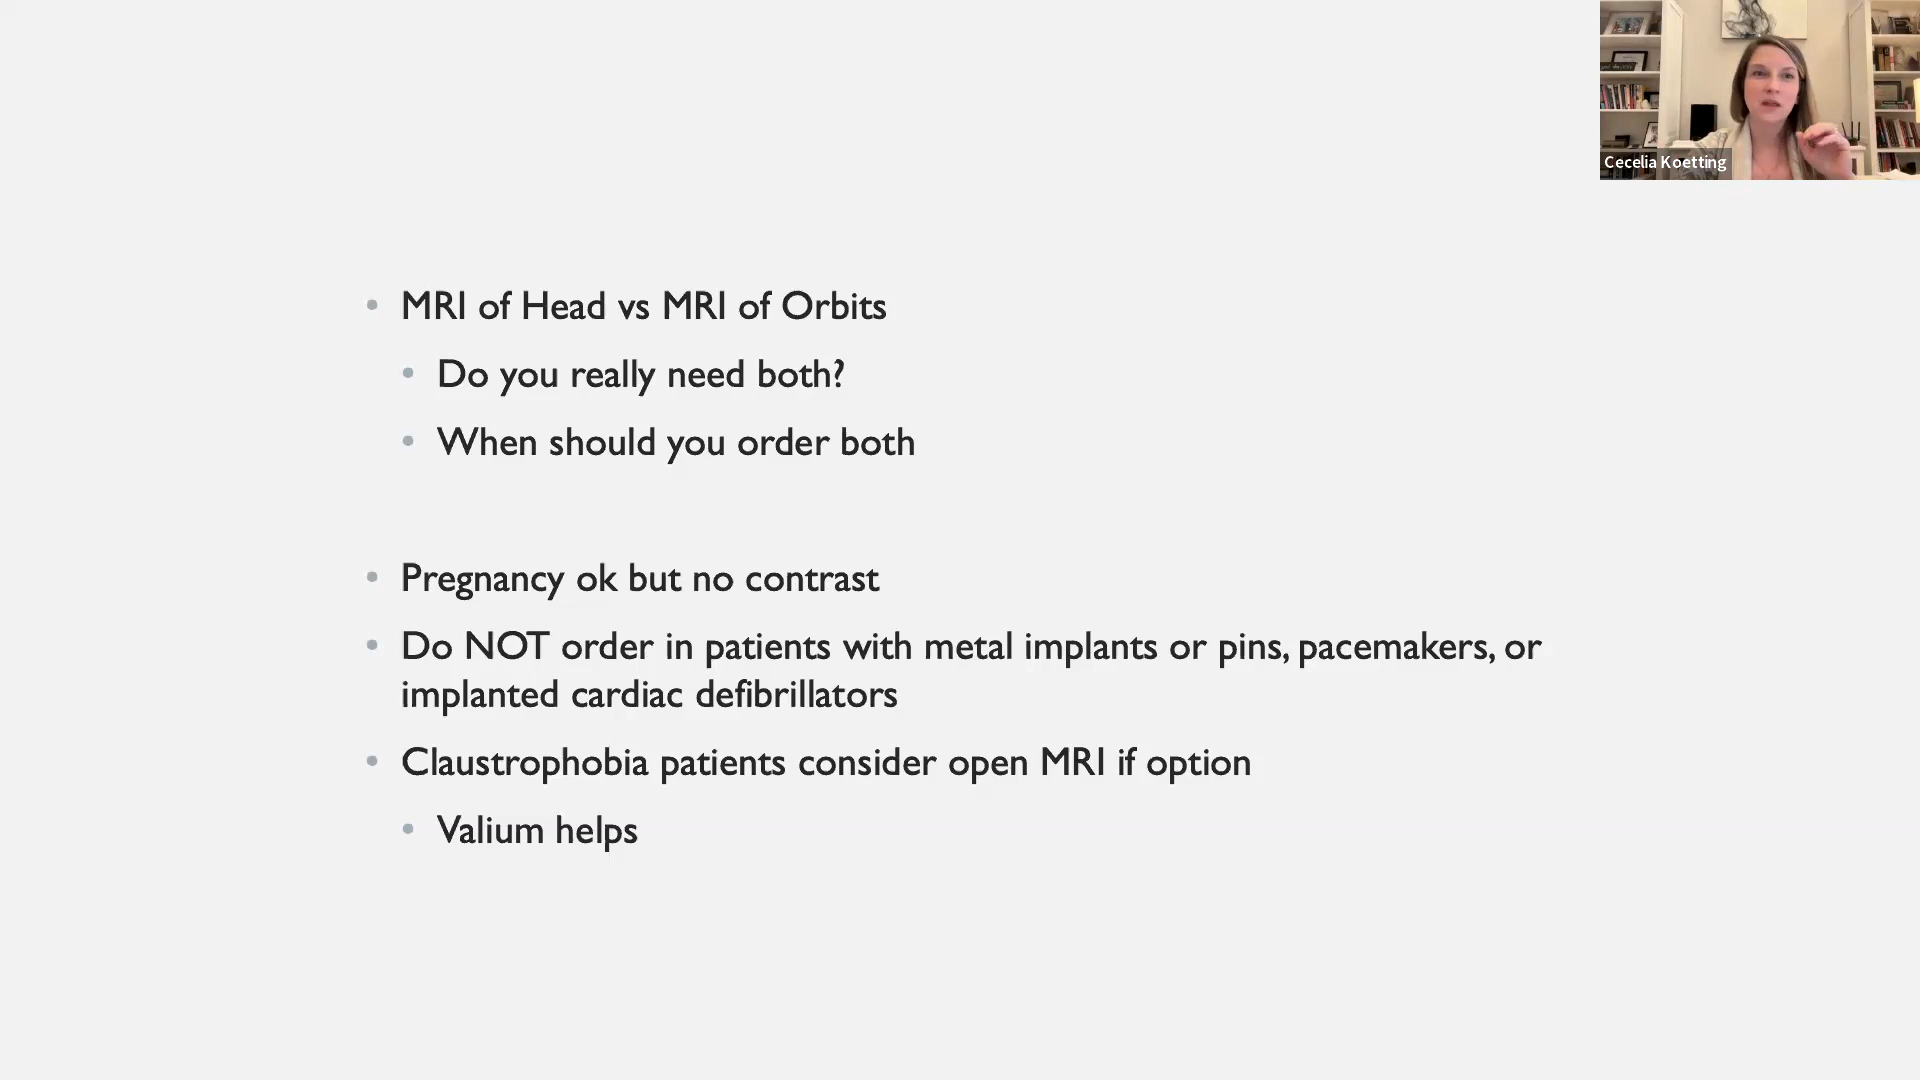 Cecelia Koetting
MRI of Head vs MRI of Orbits
Do you really need both?
When should you order both
Pregnancy ok but no contrast
Do NOT order in patients with metal implants or pins, pacemakers, or
implanted cardiac defibrillators
Claustrophobia patients consider open MRI if option
Valium helps